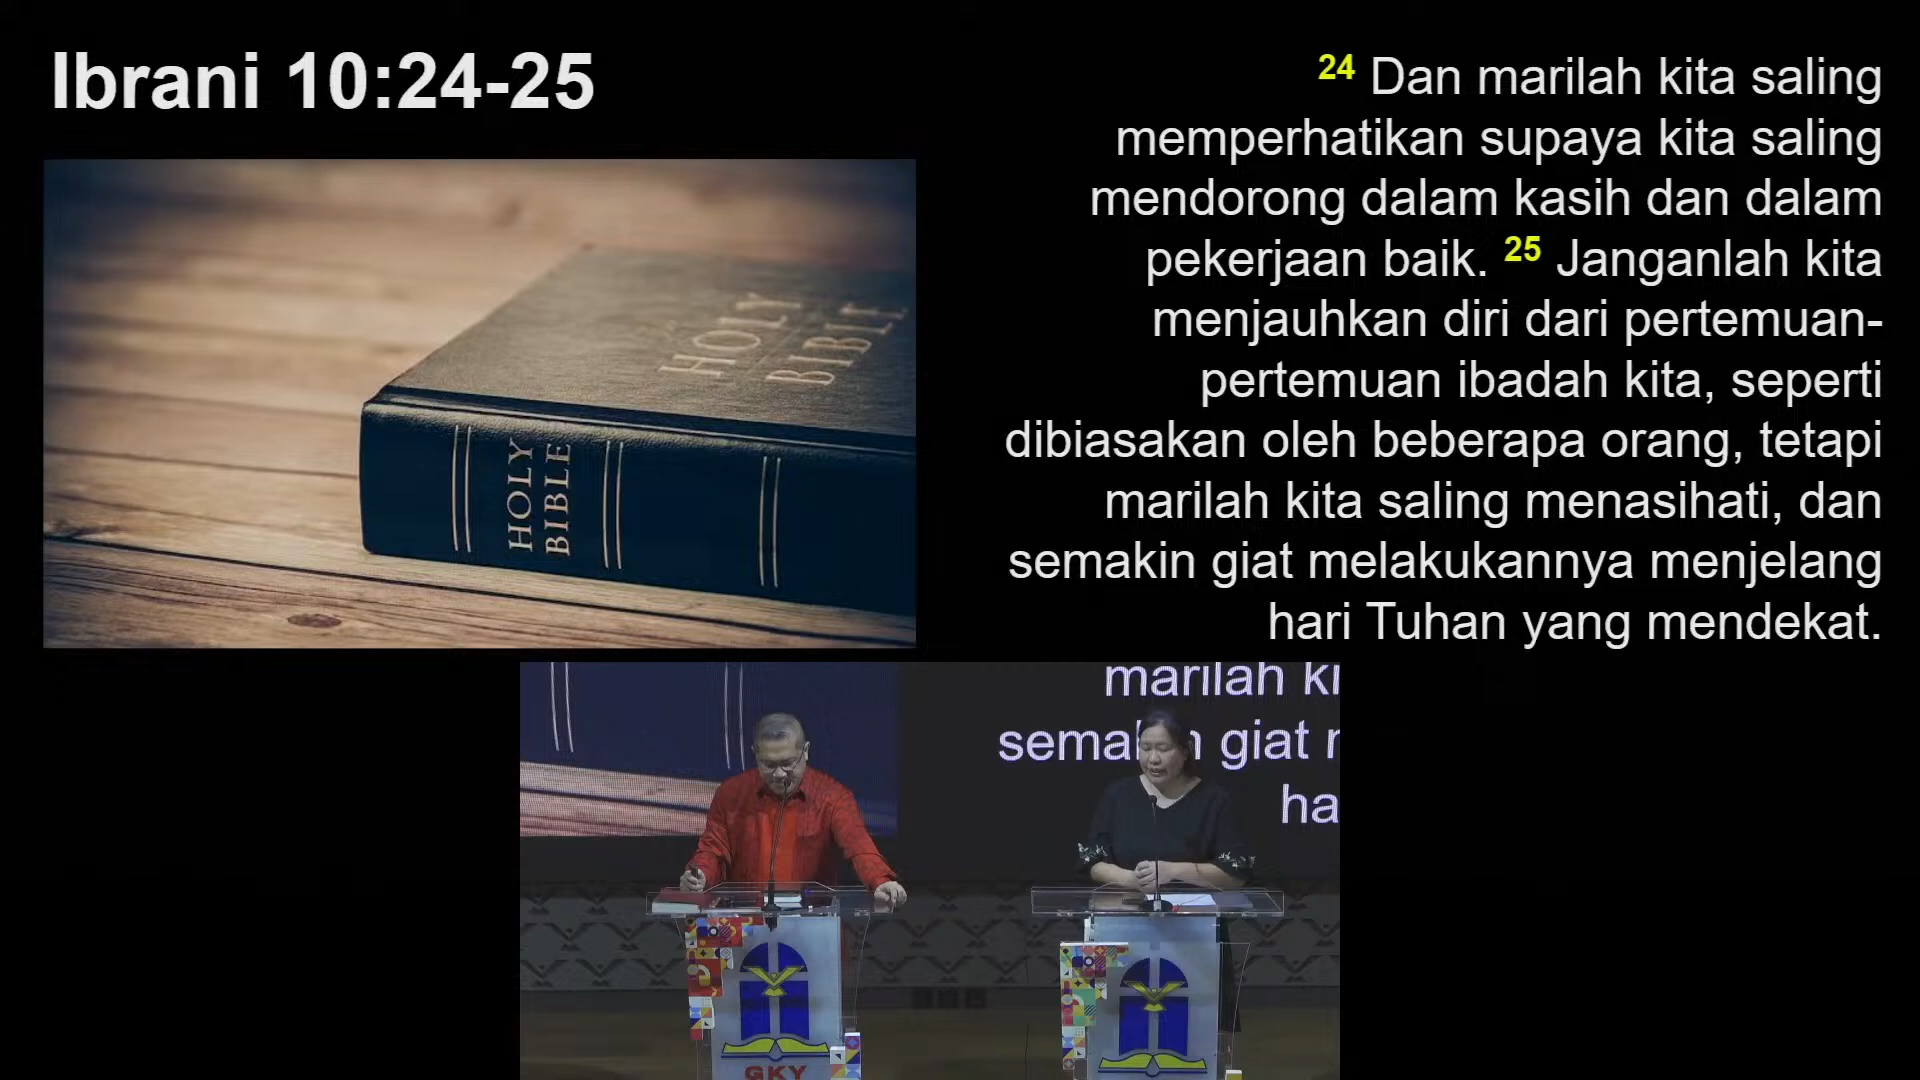 Ibrani 10:24-25
24 Dan marilah kita saling
memperhatikan supaya kita saling
mendorong dalam kasih dan dalam
pekerjaan baik. 25 Janganlah kita
menjauhkan diri dari pertemuan-
pertemuan ibadah kita, seperti
dibiasakan oleh beberapa orang, tetapi
marilah kita saling menasihati, dan
semakin giat melakukannya menjelang
hari Tuhan yang mendekat.
HOLY
BIBLE
HOLY
BIBLE
marilah ki
giat
ha
GKY